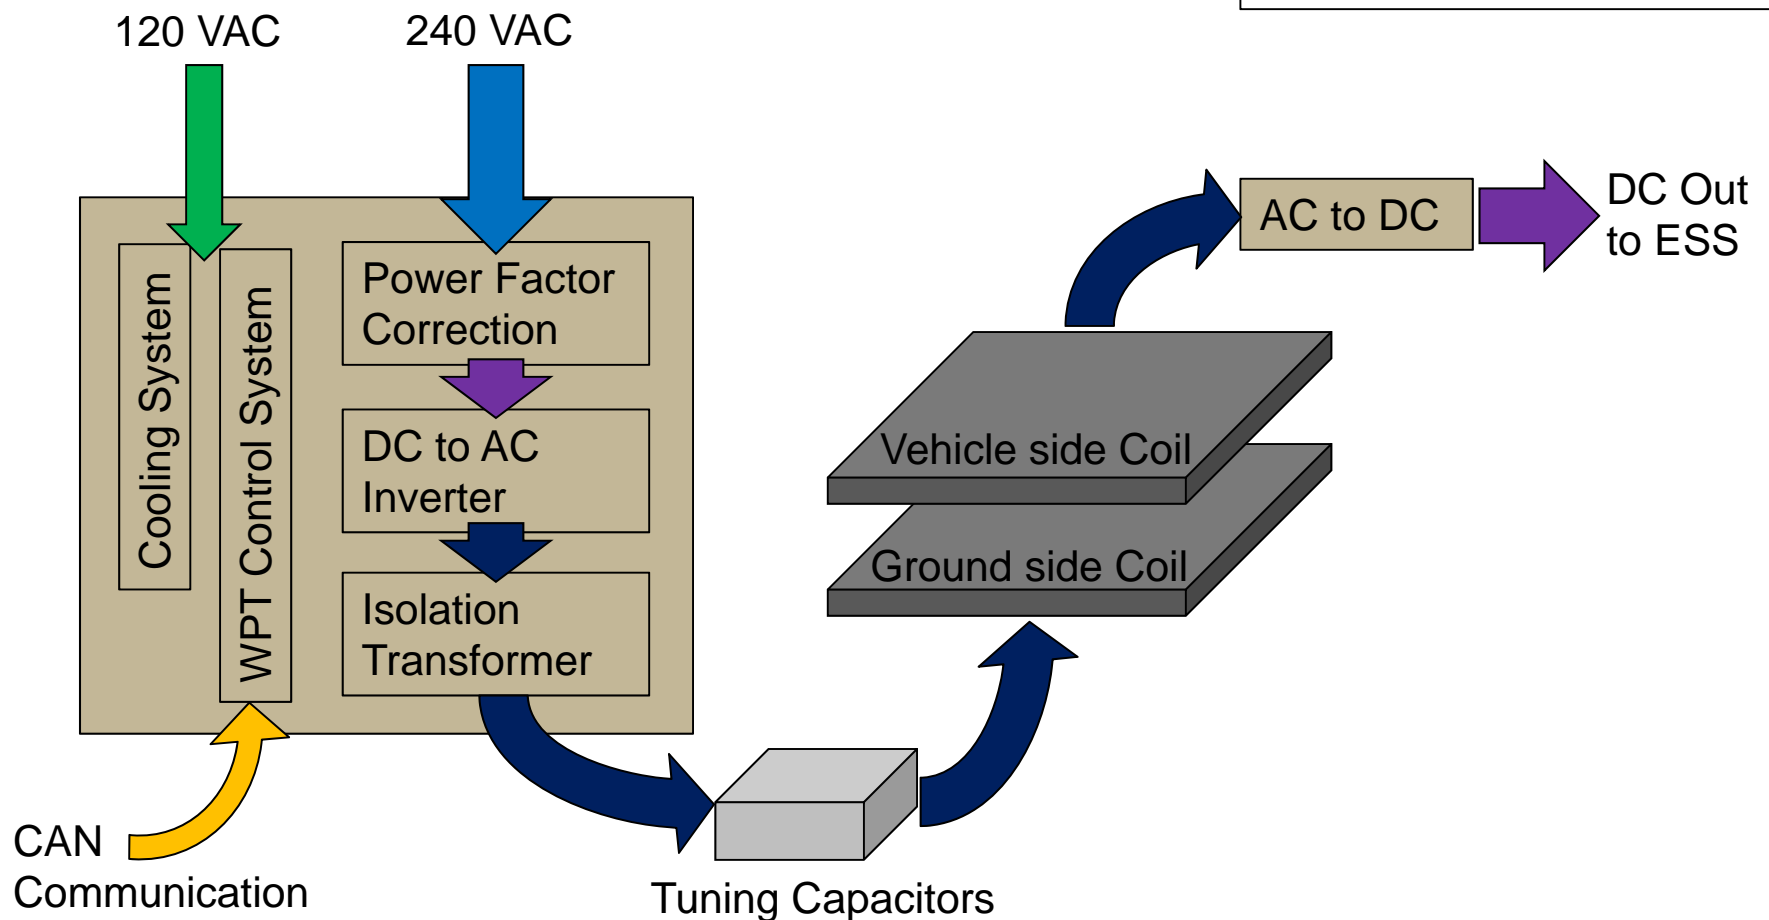 120 VAC
240 VAC
Cooling System
WPT Control System
Power Factor
Correction
DC to AC
Inverter
Isolation
Transformer
CAN
Communication
Tuning Capacitors
Ground side Coil
Vehicle side Coil
AC to DC
DC Out
to ESS